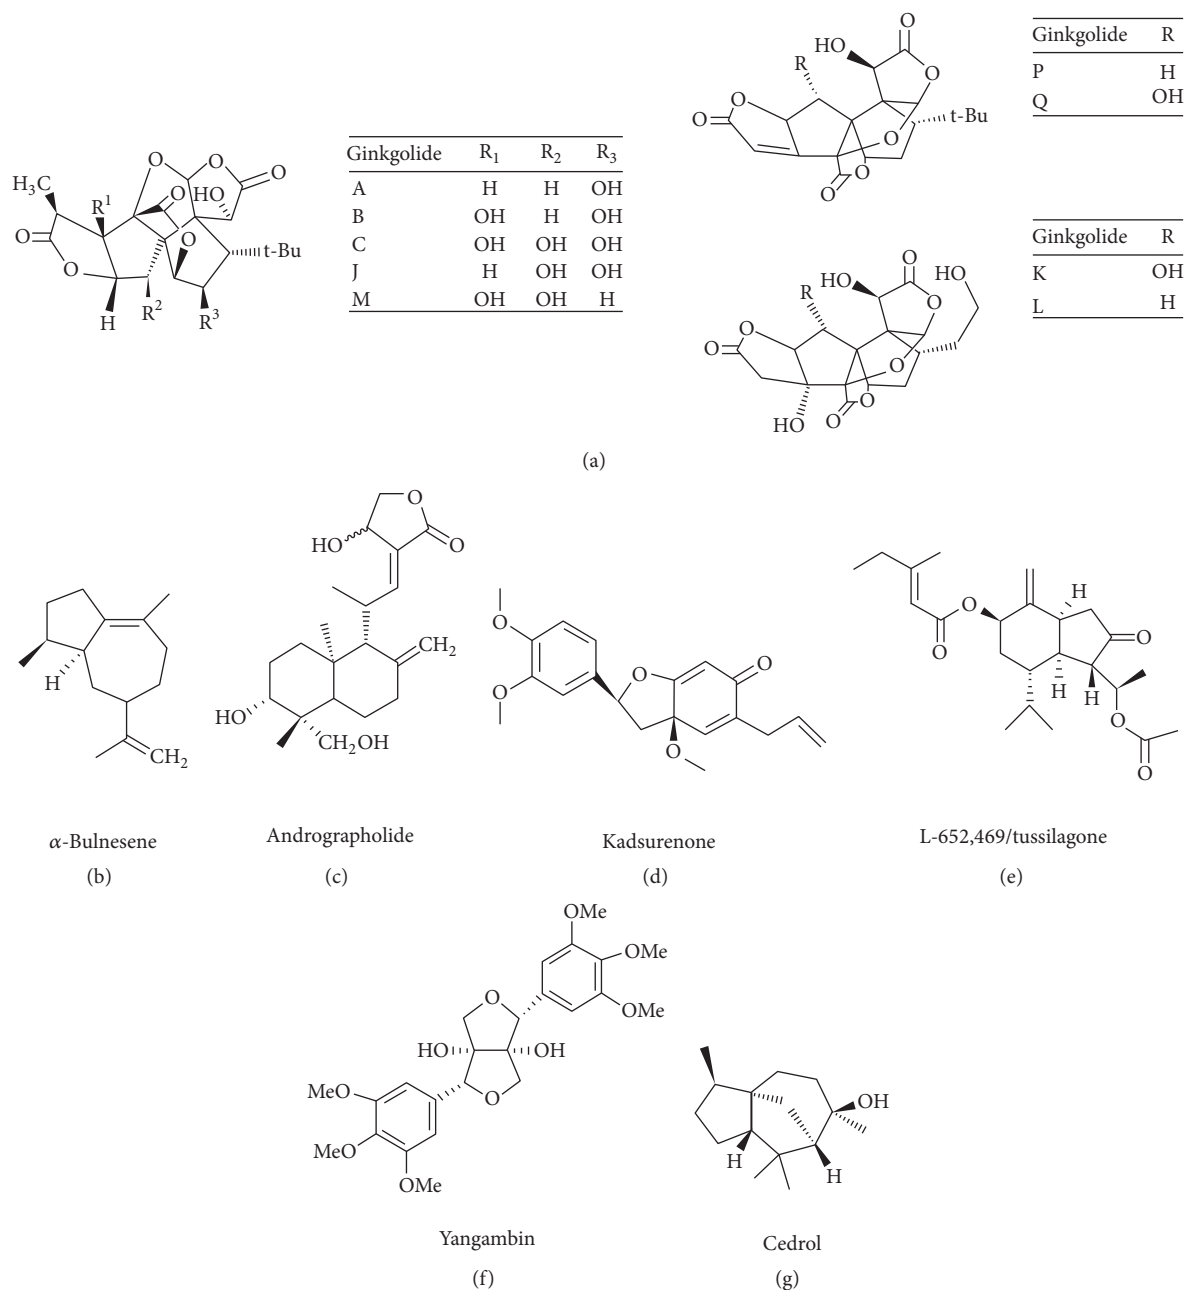 Ginkgolide R₁ R₂ R₃
A H H OH
B OH H OH
C OH OH OH
J H OH OH
M OH OH H
H₃C
R¹
O
O
O
O
HO
O
O
O
t-Bu
H
R²
R³
Ginkgolide R
P H
Q OH
O
HO
R
O
O
O
O
t-Bu
O
O
Ginkgolide R
K OH
L H
O
HO
HO
R
O
O
O
O
O
HO
O
(a)
H
CH₂
α-Bulnesene
(b)
O
HO
O
CH₂
HO
CH₂OH
Andrographolide
(c)
O
O
O
O
O
Kadsurenone
(d)
O
O
H
O
H
H
O
O
L-652,469/tussilagone
(e)
OMe
OMe
OMe
O
HO
OH
O
MeO
MeO
OMe
Yangambin
(f)
OH
H
H
Cedrol
(g)